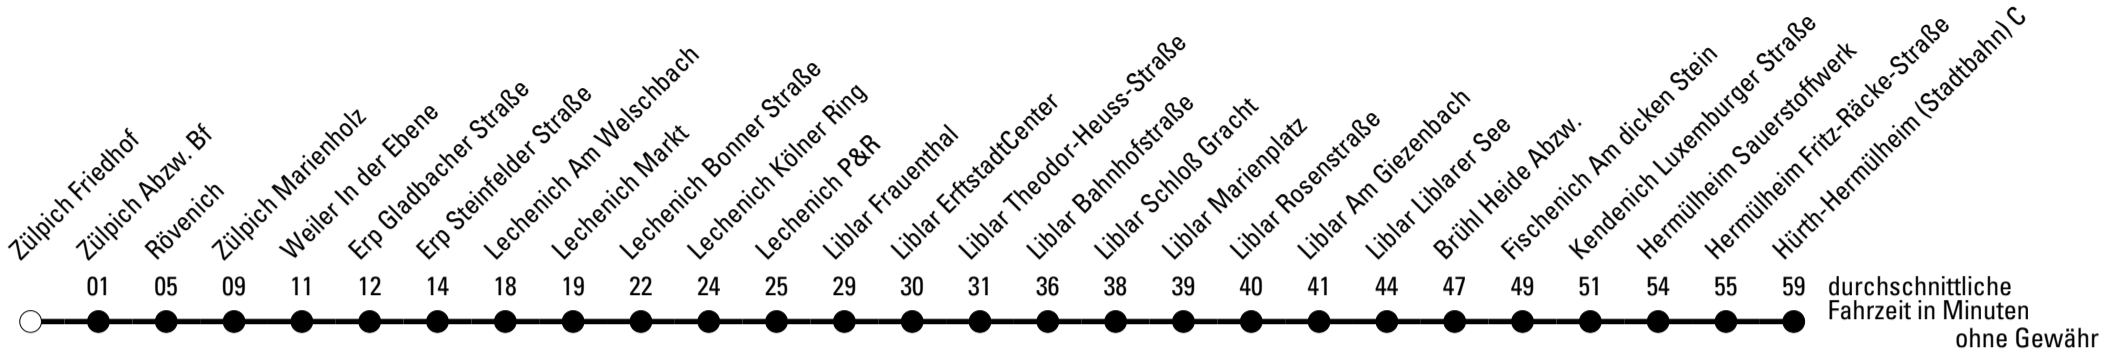 Zülpich Friedhof
Zülpich Abzw. Bf
Rövenich
Zülpich Marienholz
Weiler In der Ebene
Erp Gladbacher Straße
Erp Steinfelder Straße
Lechenich Am Welschbach
Lechenich Markt
Lechenich Bonner Straße
Lechenich Kölner Ring
Lechenich P&R
Liblar Frauenthal
Liblar ErftstadtCenter
Liblar Theodor-Heuss-Straße
Liblar Bahnhofstraße
Liblar Schloß Gracht
Liblar Marienplatz
Liblar Rosenstraße
Liblar Am Giezenbach
Liblar Liblarer See
Brühl Heide Abzw.
Fischenich Am dicken Stein
Kendenich Luxemburger Straße
Hermülheim Sauerstoffwerk
Hermülheim Fritz-Räcke-Straße
Hürth-Hermülheim (Stadtbahn) C
01 05 09 11 12 14 18 19 22 24 25 29 30 31 36 38 39 40 41 44 47 49 51 54 55 59 durchschnittliche
Fahrzeit in Minuten
ohne Gewähr